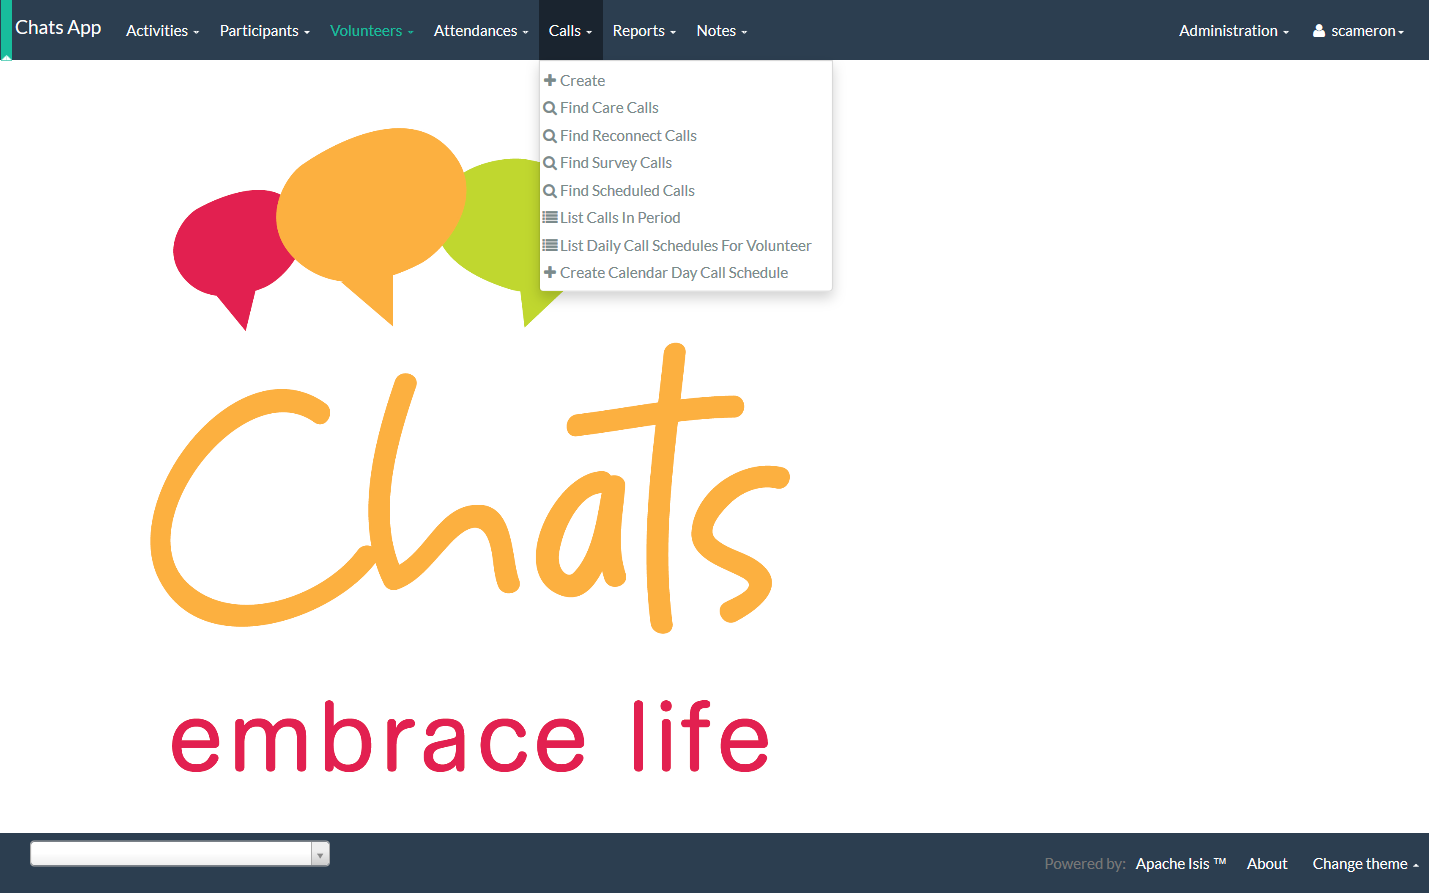 Chats App Activities Participants Volunteers Attendances Calls Reports Notes Administration scameron
Create
Find Care Calls
Find Reconnect Calls
Find Survey Calls
Find Scheduled Calls
List Calls In Period
List Daily Call Schedules For Volunteer
Create Calendar Day Call Schedule
Chats
embrace life
Powered by: Apache Isis ™ About Change theme